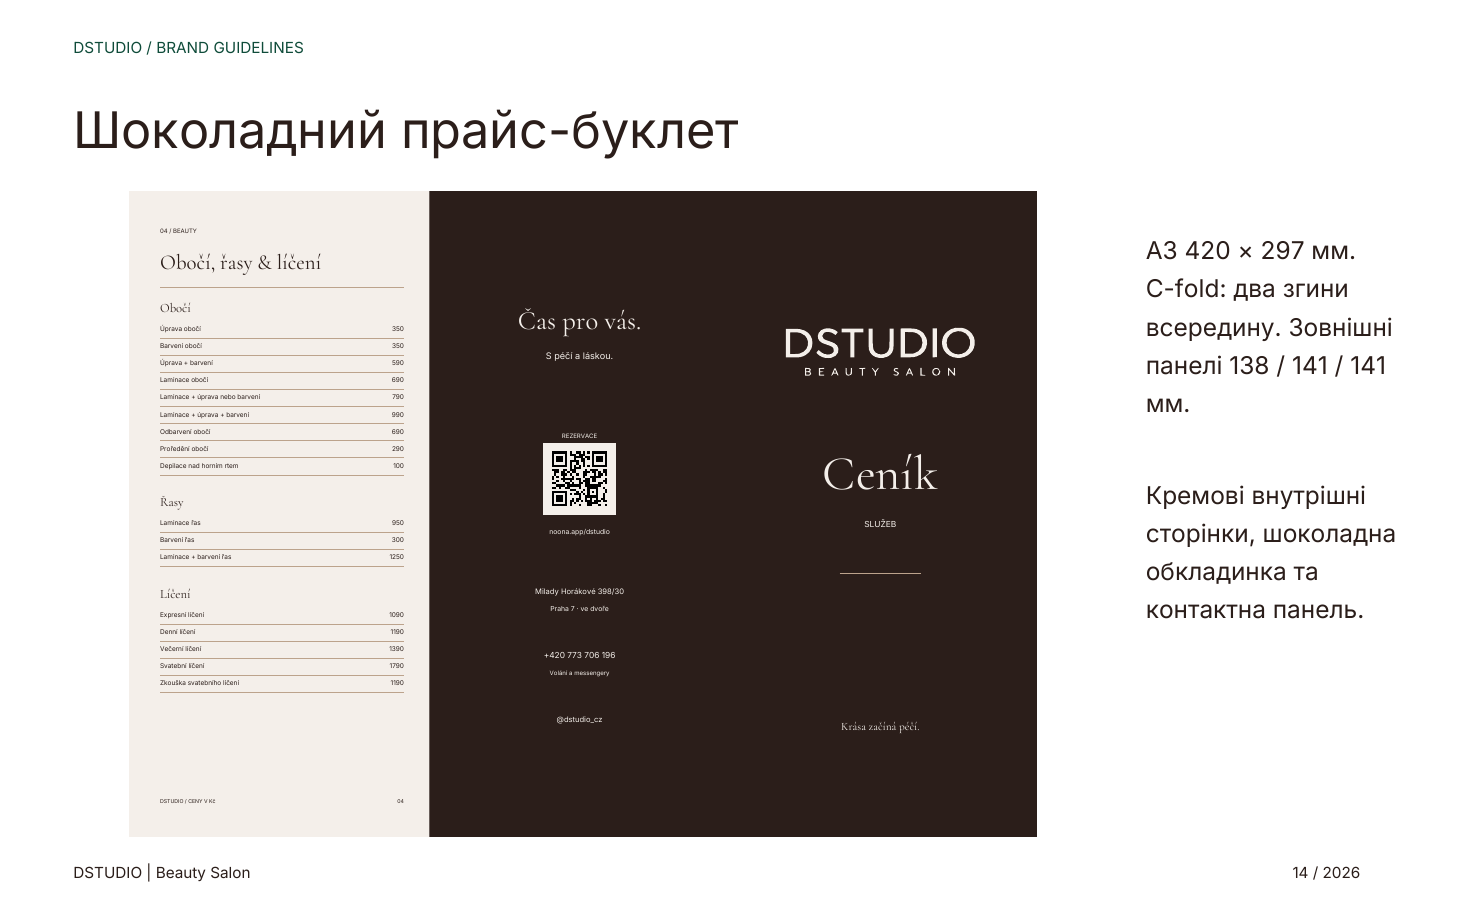 DSTUDIO / BRAND GUIDELINES
Шоколадний прайс-буклет
04 / BEAUTY
Obočí, řasy & líčení
Obočí
Úprava obočí 350
Barvení obočí 350
Úprava + barvení 590
Laminace obočí 690
Laminace + úprava nebo barvení 790
Laminace + úprava + barvení 990
Odbarvení obočí 690
Proředění obočí 290
Depilace nad horním rtem 100
Řasy
Laminace řas 950
Barvení řas 300
Laminace + barvení řas 1250
Líčení
Expresní líčení 1090
Denní líčení 1190
Večerní líčení 1390
Svatební líčení 1790
Zkouška svatebního líčení 1190
DSTUDIO / CENY V Kč 04
Čas pro vás.
S péčí a láskou.
REZERVACE
noona.app/dstudio
Milady Horákové 398/30
Praha 7 · ve dvoře
+420 773 706 196
Volání a messengery
@dstudio_cz
DSTUDIO
BEAUTY SALON
Ceník
SLUŽEB
Krása začíná péčí.
A3 420 × 297 мм.
C-fold: два згини
всередину. Зовнішні
панелі 138 / 141 / 141
мм.
Кремові внутрішні
сторінки, шоколадна
обкладинка та
контактна панель.
DSTUDIO | Beauty Salon
14 / 2026